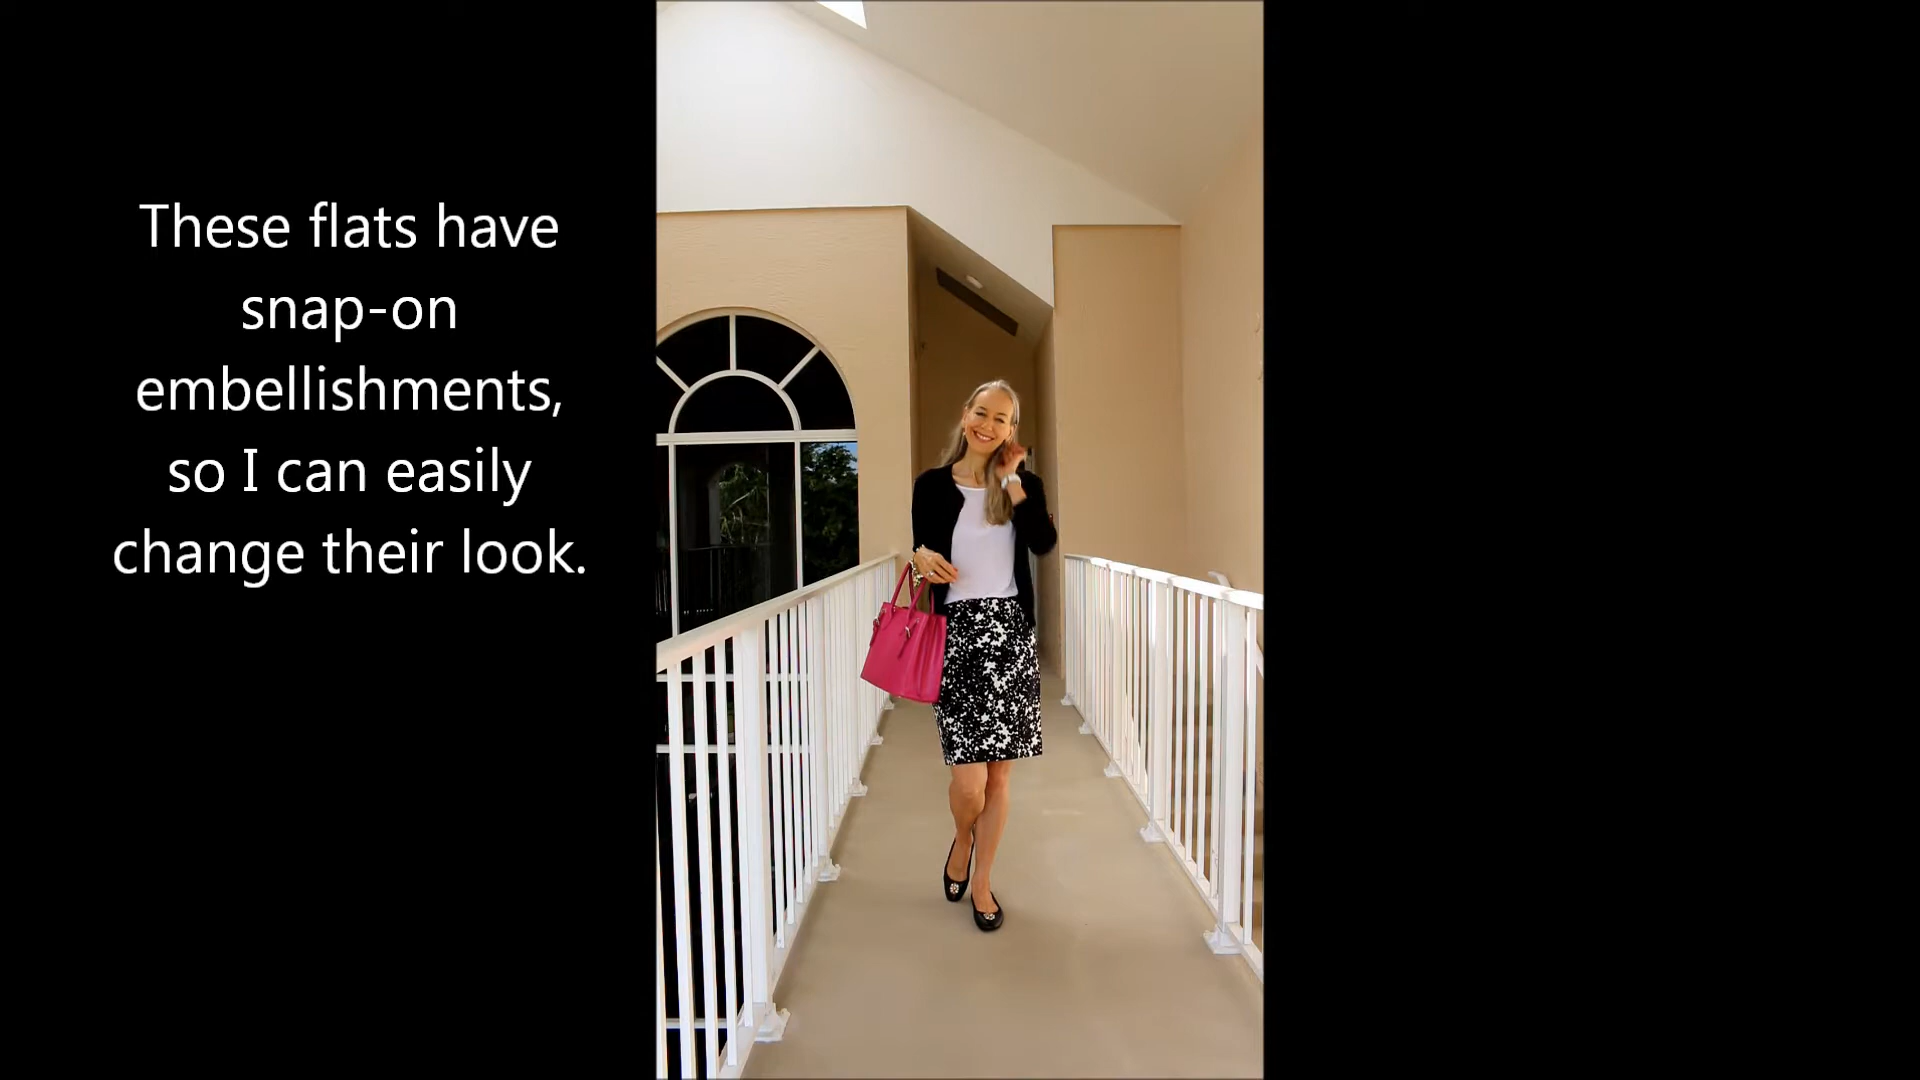 These flats have
snap-on
embellishments,
so I can easily
change their look.